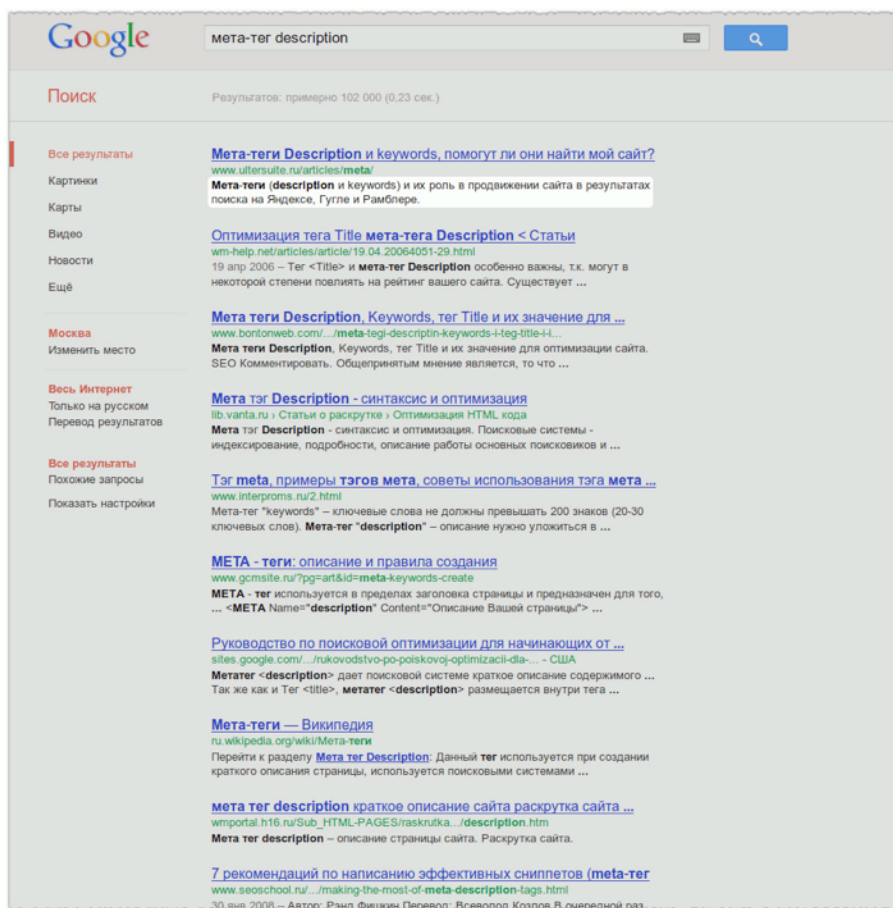 Google
мета-тег description
Поиск
Результатов: примерно 102 000 (0,23 сек.)
Все результаты
Картинки
Карты
Видео
Новости
Ещё
Москва
Изменить место
Весь Интернет
Только на русском
Перевод результатов
Все результаты
Похожие запросы
Показать настройки
Мета-теги Description и keywords, помогут ли они найти мой сайт?
www.ultersuite.ru/articles/meta/
Мета-теги (description и keywords) и их роль в продвижении сайта в результатах
поиска на Яндексе, Гугле и Рамблере.
Оптимизация тега Title мета-тега Description < Статьи
wm-help.net/articles/article/19.04.20064051-29.html
19 апр 2006 – Тег <Title> и мета-тег Description особенно важны, т.к. могут в
некоторой степени повлиять на рейтинг вашего сайта. Существует ...
Мета теги Description, Keywords, тег Title и их значение для ...
www.bontonweb.com/.../meta-tegi-descriptin-keywords-i-teg-title-i-i...
Мета теги Description, Keywords, тег Title и их значение для оптимизации сайта.
SEO Комментировать. Общепринятым мнение является, то что ...
Мета тэг Description - синтаксис и оптимизация
lib.vanta.ru › Статьи о раскрутке › Оптимизация HTML кода
Мета тэг Description - синтаксис и оптимизация. Поисковые системы -
индексирование, подробности, описание работы основных поисковиков и ...
Тэг meta, примеры тэгов мета, советы использования тэга мета ...
www.interproms.ru/2.html
Мета-тег "keywords" – ключевые слова не должны превышать 200 знаков (20-30
ключевых слов). Мета-тег "description" – описание нужно уложиться в ...
META - теги: описание и правила создания
www.gcmsite.ru/?pg=art&id=meta-keywords-create
META - тег используется в пределах заголовка страницы и предназначен для того,
... <META Name="description" Content="Описание Вашей страницы"> ...
Руководство по поисковой оптимизации для начинающих от ...
sites.google.com/.../rukovodstvo-po-poiskovoj-optimizacii-dla-... - США
Метатег <description> дает поисковой системе краткое описание содержимого ...
Так же как и Тег <title>, метатег <description> размещается внутри тега ...
Мета-теги — Википедия
ru.wikipedia.org/wiki/Мета-теги
Перейти к разделу Мета тег Description: Данный тег используется при создании
краткого описания страницы, используется поисковыми системами ...
мета тег description краткое описание сайта раскрутка сайта ...
wmportal.h16.ru/Sub_HTML-PAGES/raskrutka.../description.htm
Мета тег description – описание страницы сайта. Раскрутка сайта.
7 рекомендаций по написанию эффективных сниппетов (meta-тег
www.seoschool.ru/.../making-the-most-of-meta-description-tags.html
30 янв 2008 – Автор: Рэнд Фишкин Перевод: Всеволод Козлов В очередной раз